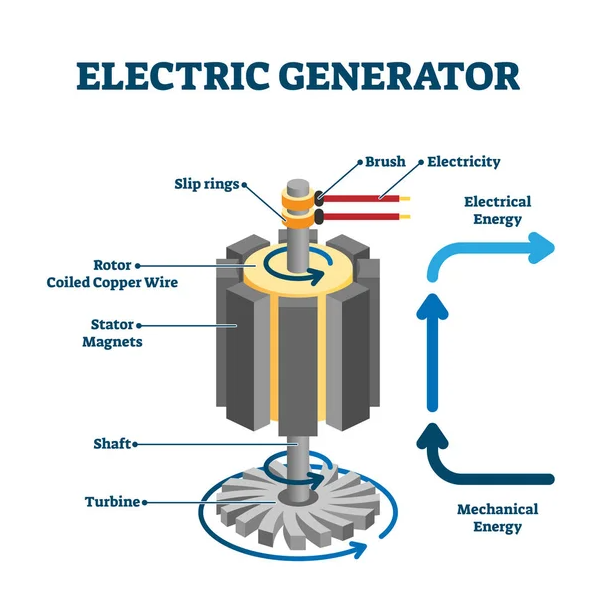 ELECTRIC GENERATOR
Brush
Electricity
Slip rings
Electrical
Energy
Rotor
Coiled Copper Wire
Stator
Magnets
Shaft
Turbine
Mechanical
Energy